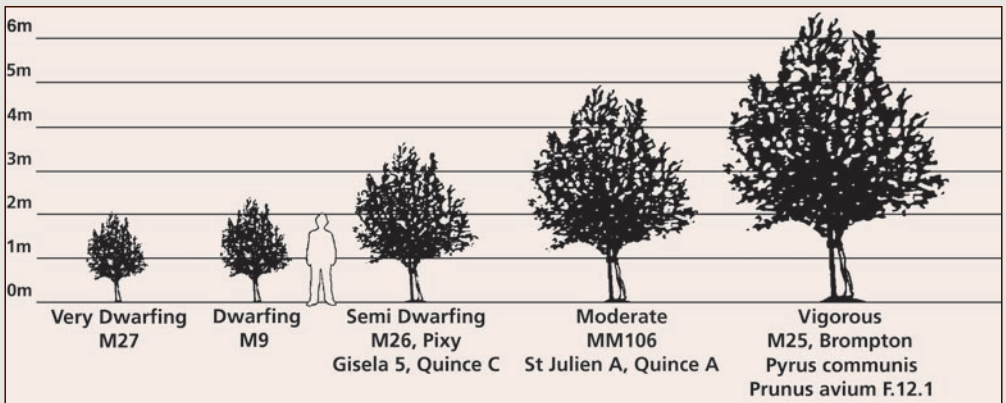 6m
5m
4m
3m
2m
1m
0m
Very Dwarfing
M27
Dwarfing
M9
Semi Dwarfing
M26, Pixy
Gisela 5, Quince C
Moderate
MM106
St Julien A, Quince A
Vigorous
M25, Brompton
Pyrus communis
Prunus avium F.12.1